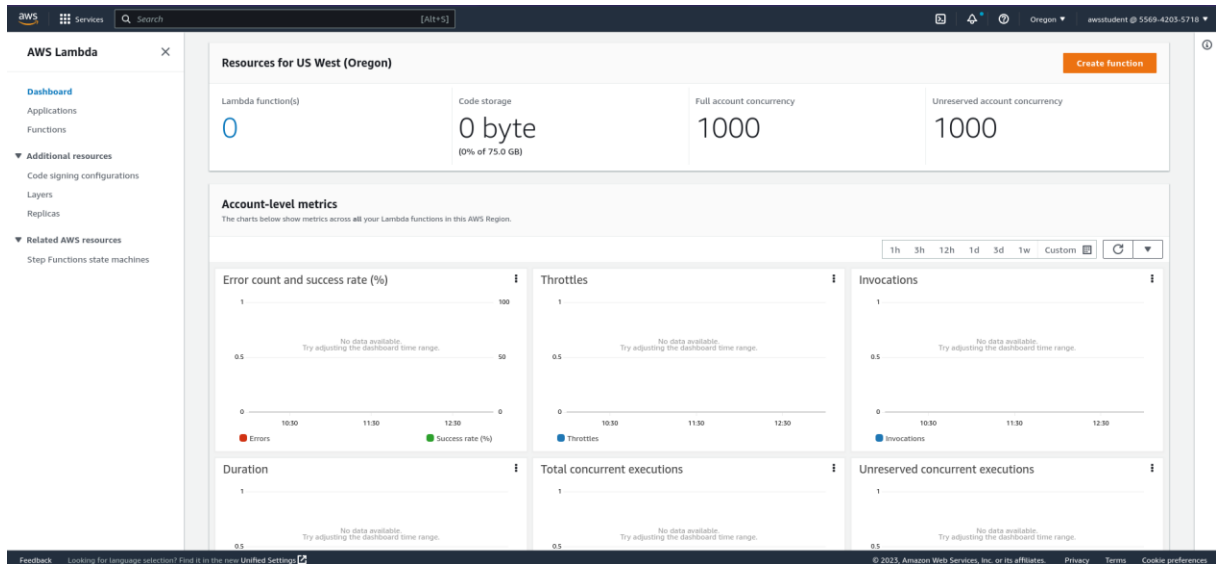 aws Services Search [Alt+S] Oregon ▼ awsstudent @ 5569-4203-5718 ▼
AWS Lambda
Dashboard
Applications
Functions
▼ Additional resources
Code signing configurations
Layers
Replicas
▼ Related AWS resources
Step Functions state machines
Resources for US West (Oregon) Create function
Lambda function(s) Code storage Full account concurrency Unreserved account concurrency
0 0 byte 1000 1000
(0% of 75.0 GB)
Account-level metrics
The charts below show metrics across all your Lambda functions in this AWS Region.
1h 3h 12h 1d 3d 1w Custom
Error count and success rate (%)
1 100
No data available.
Try adjusting the dashboard time range.
0.5 50
0 0
10:30 11:30 12:30
Errors Success rate (%)
Throttles
1
No data available.
Try adjusting the dashboard time range.
0.5
0
10:30 11:30 12:30
Throttles
Invocations
1
No data available.
Try adjusting the dashboard time range.
0.5
0
10:30 11:30 12:30
Invocations
Duration
1
No data available.
Try adjusting the dashboard time range.
0.5
Total concurrent executions
1
No data available.
Try adjusting the dashboard time range.
0.5
Unreserved concurrent executions
1
No data available.
Try adjusting the dashboard time range.
0.5
Feedback Looking for language selection? Find it in the new Unified Settings © 2023, Amazon Web Services, Inc. or its affiliates. Privacy Terms Cookie preferences